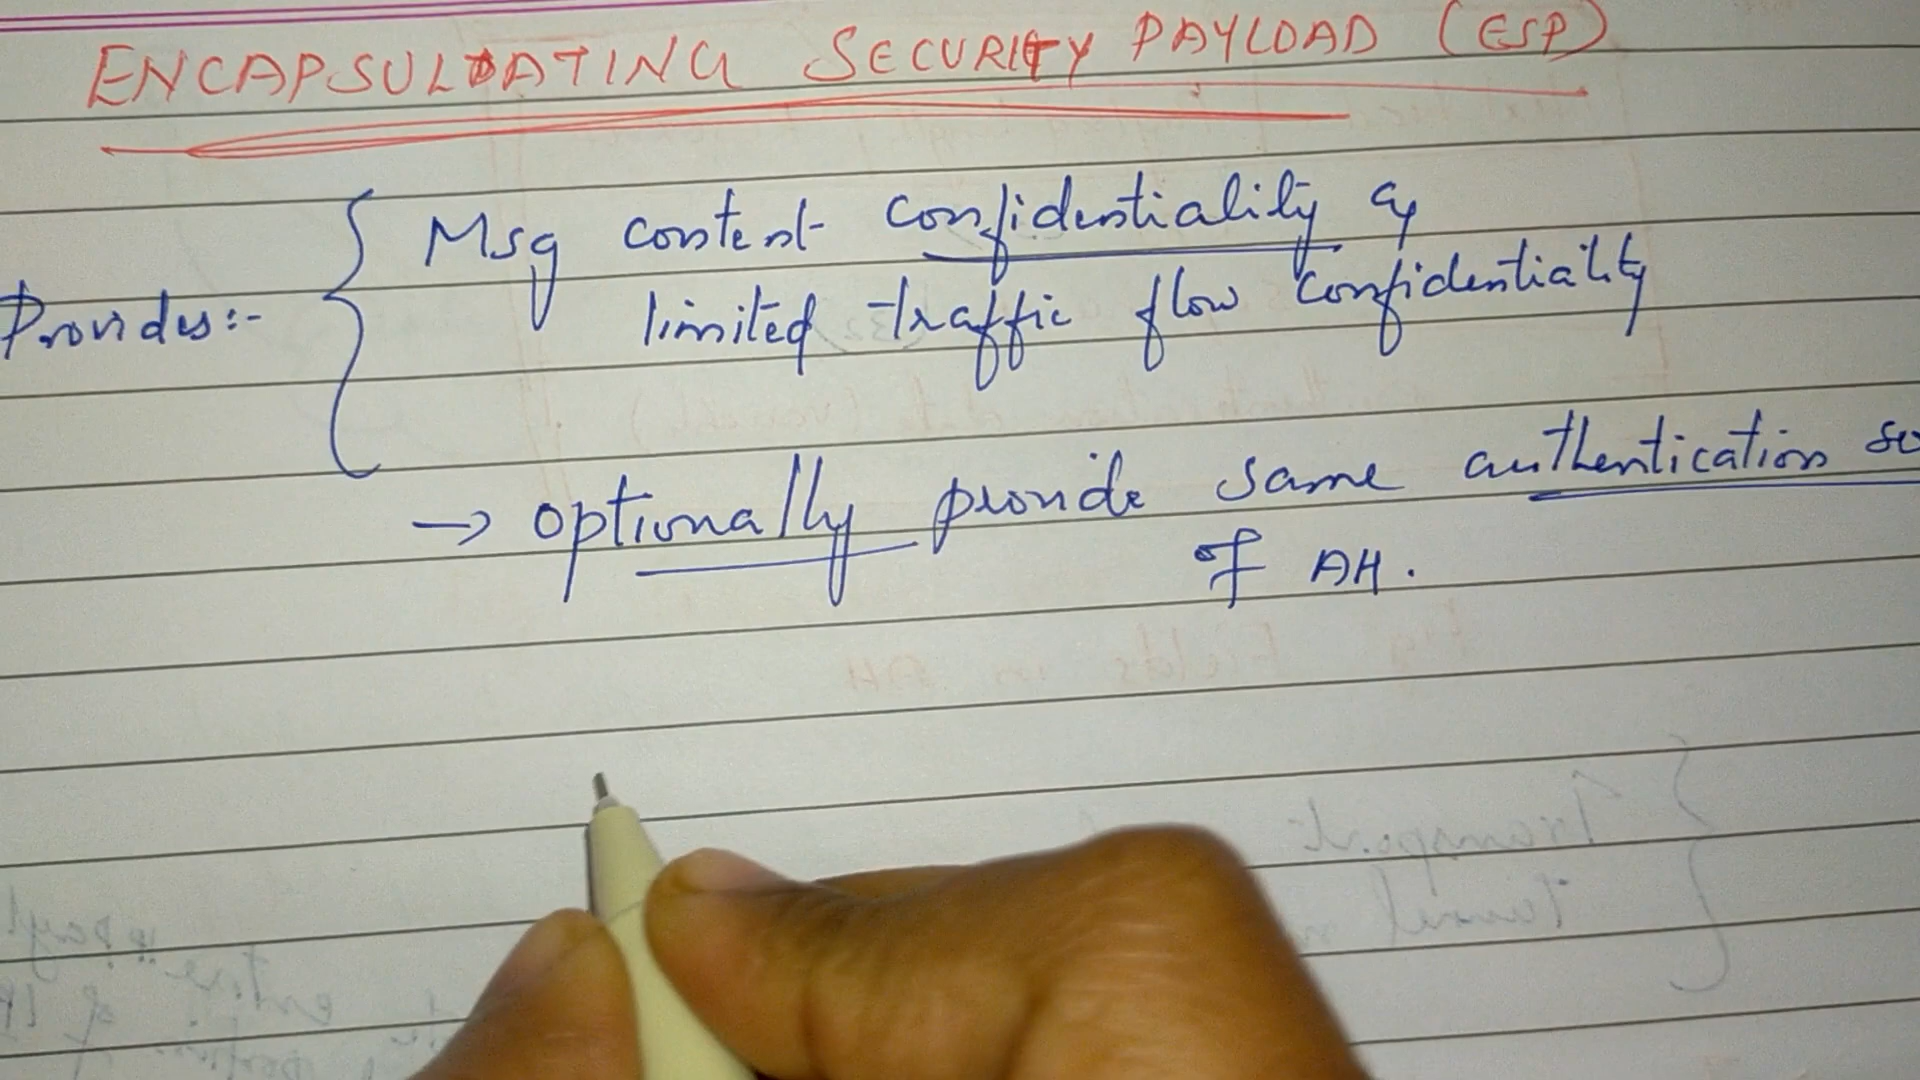 ENCAPSULATING SECURITY PAYLOAD (ESP)
Provides:-
Msg content confidentiality &
limited traffic flow confidentiality
→ optionally provide same authentication
of AH.